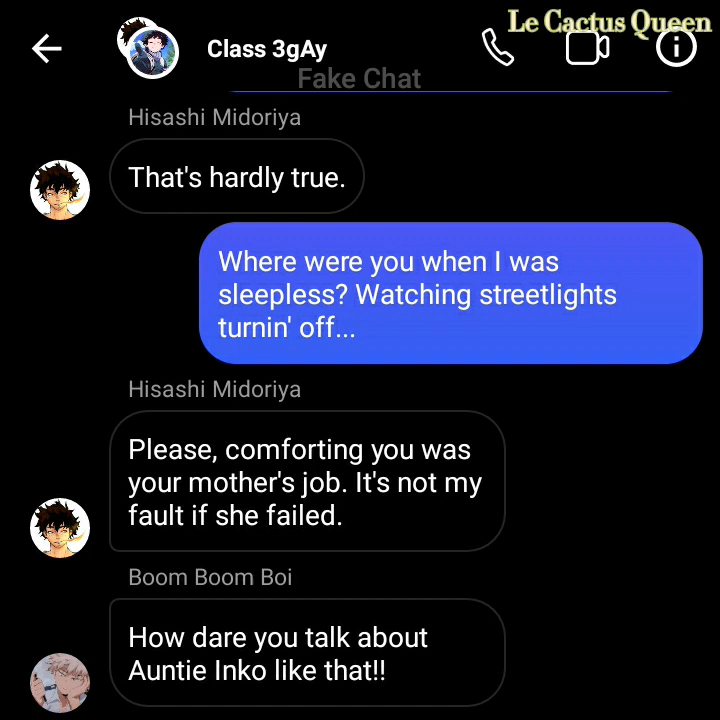 Le Cactus Queen
Class 3gAy
Fake Chat
Hisashi Midoriya
That's hardly true.
Where were you when I was
sleepless? Watching streetlights
turnin' off...
Hisashi Midoriya
Please, comforting you was
your mother's job. It's not my
fault if she failed.
Boom Boom Boi
How dare you talk about
Auntie Inko like that!!